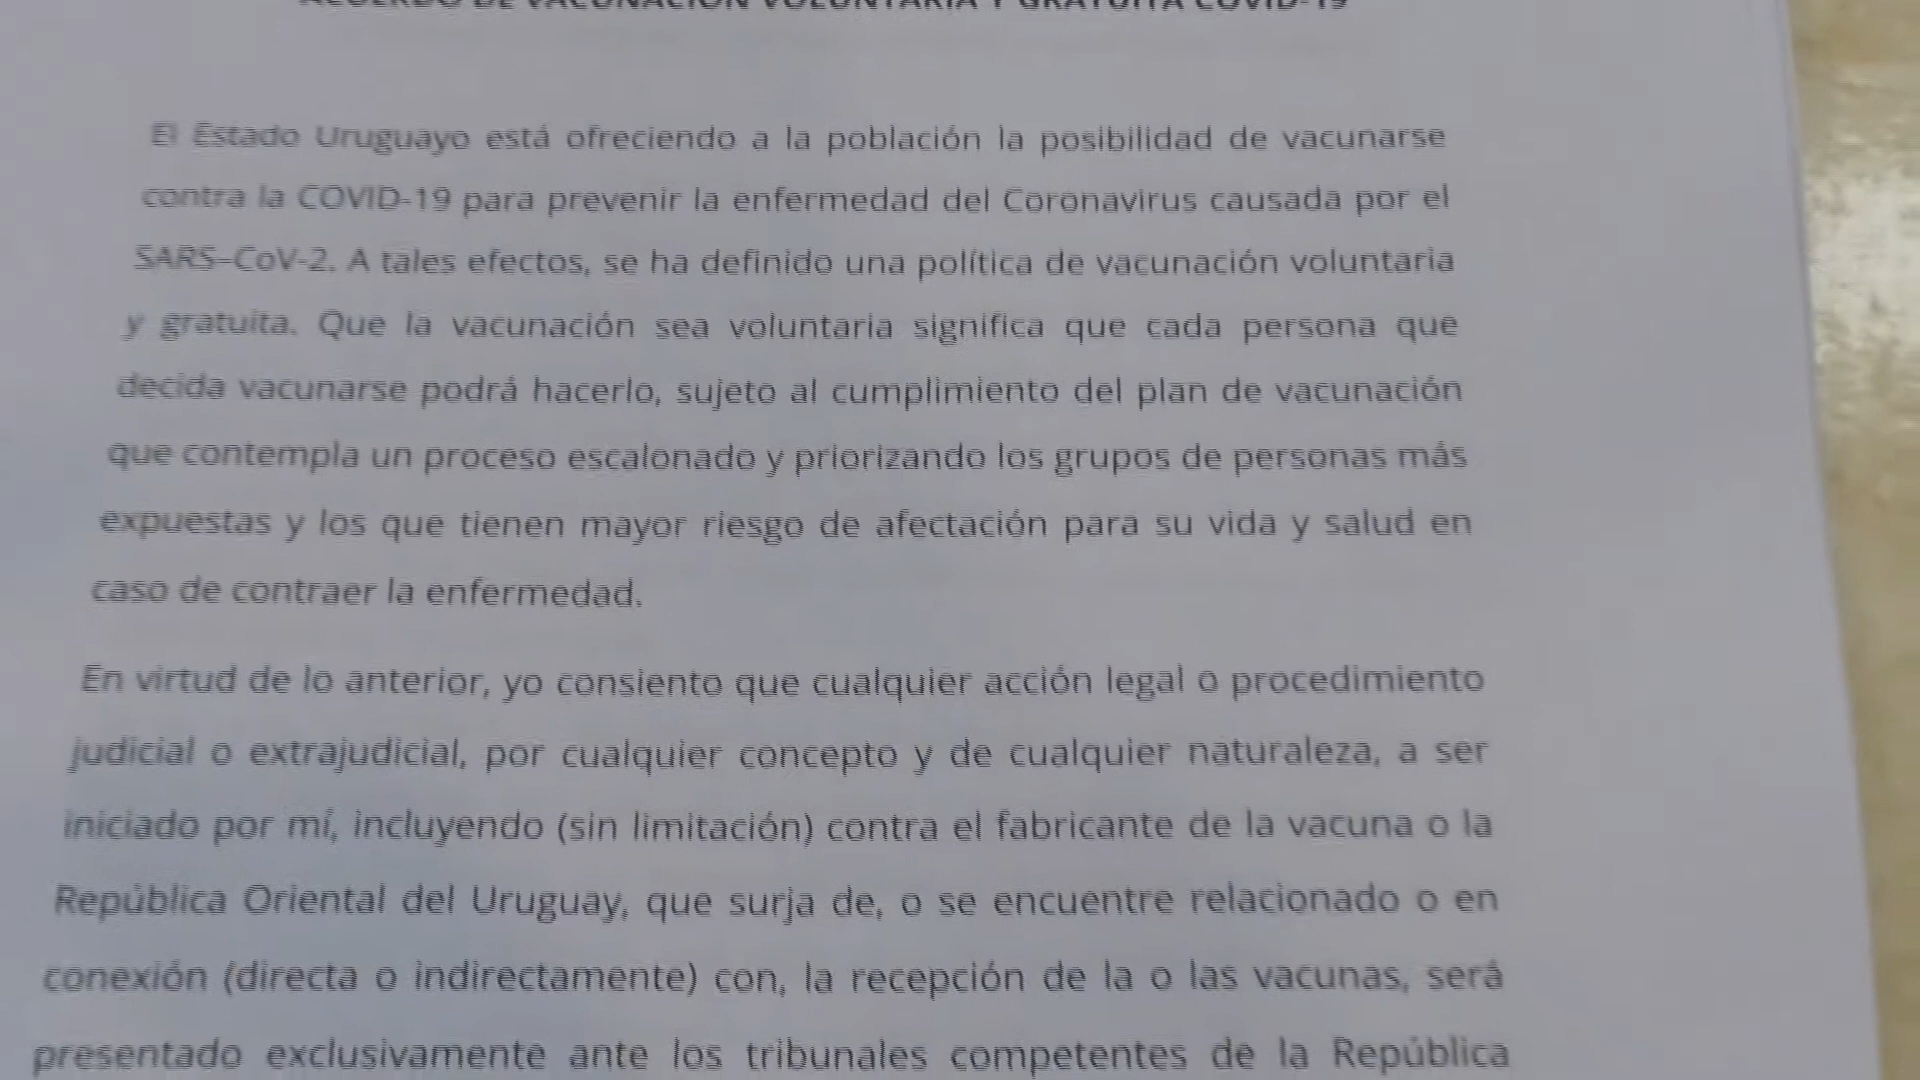 ACUERDO DE VACUNACIÓN VOLUNTARIA Y GRATUITA COVID-19
El Estado Uruguayo está ofreciendo a la población la posibilidad de vacunarse
contra la COVID-19 para prevenir la enfermedad del Coronavirus causada por el
SARS–CoV-2. A tales efectos, se ha definido una política de vacunación voluntaria
y gratuita. Que la vacunación sea voluntaria significa que cada persona que
decida vacunarse podrá hacerlo, sujeto al cumplimiento del plan de vacunación
que contempla un proceso escalonado y priorizando los grupos de personas más
expuestas y los que tienen mayor riesgo de afectación para su vida y salud en
caso de contraer la enfermedad.
En virtud de lo anterior, yo consiento que cualquier acción legal o procedimiento
judicial o extrajudicial, por cualquier concepto y de cualquier naturaleza, a ser
iniciado por mí, incluyendo (sin limitación) contra el fabricante de la vacuna o la
República Oriental del Uruguay, que surja de, o se encuentre relacionado o en
conexión (directa o indirectamente) con, la recepción de la o las vacunas, será
presentado exclusivamente ante los tribunales competentes de la República